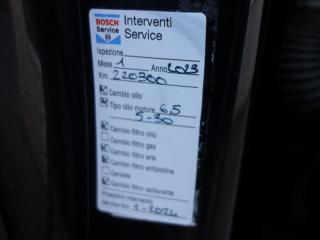 BOSCH
Service
Interventi
Service
Ispezione
Mese 1 Anno 2023
Km. 220300
Cambio olio
Tipo olio motore 6,5
5-30
Cambio filtro olio
Cambio filtro gas
Cambio filtro aria
Cambio filtro antipolline
Candele
Cambio filtro carburante
Prossimo intervento
Service Km. 1-2024